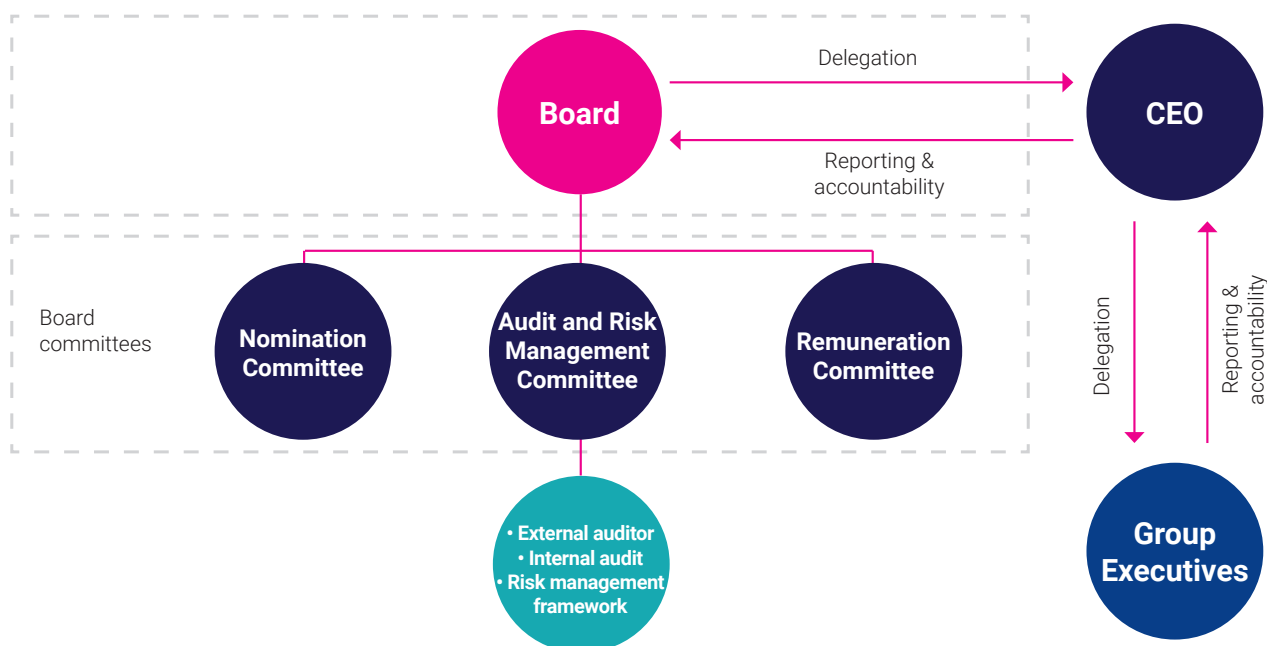 Board
Delegation
CEO
Reporting &
accountability
Board
committees
Nomination
Committee
Audit and Risk
Management
Committee
Remuneration
Committee
Delegation
Reporting &
accountability
• External auditor
• Internal audit
• Risk management
framework
Group
Executives